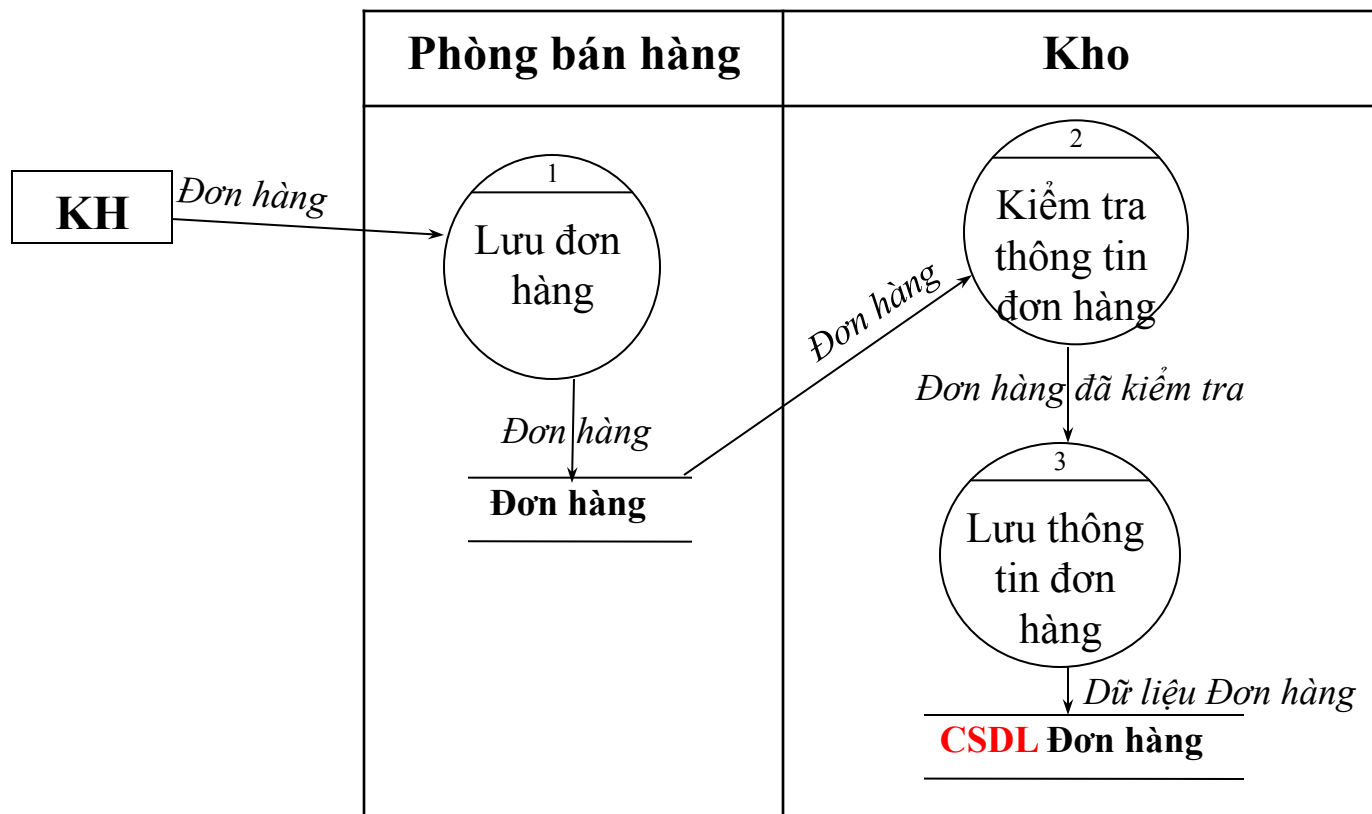 Phòng bán hàng
Kho
KH
Đơn hàng
1
Lưu đơn
hàng
Đơn hàng
Đơn hàng
Đơn hàng
2
Kiểm tra
thông tin
đơn hàng
Đơn hàng đã kiểm tra
3
Lưu thông
tin đơn
hàng
Dữ liệu Đơn hàng
CSDL Đơn hàng